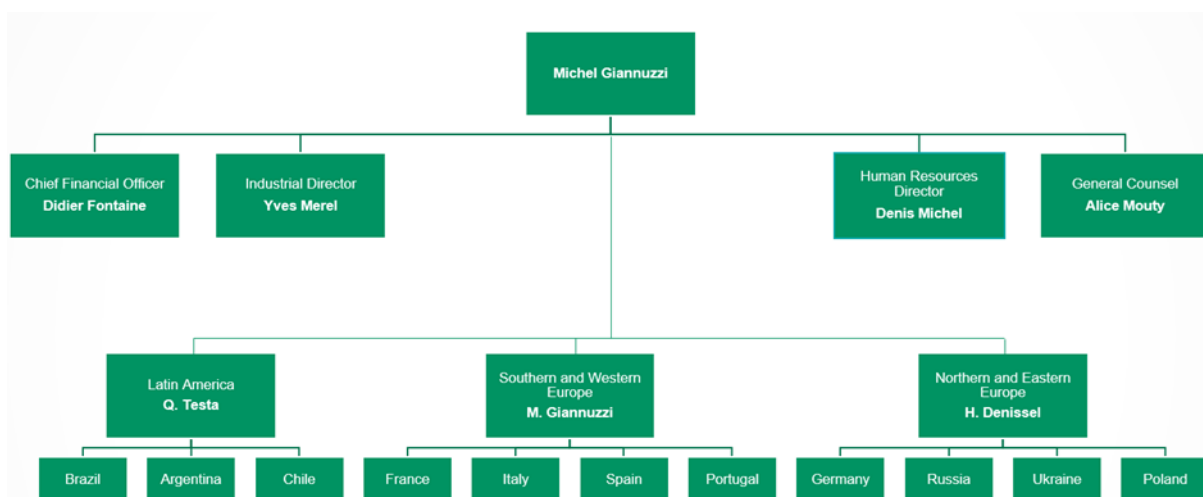 Michel Giannuzzi
Chief Financial Officer
Didier Fontaine
Industrial Director
Yves Merel
Human Resources
Director
Denis Michel
General Counsel
Alice Mouty
Latin America
Q. Testa
Southern and Western
Europe
M. Giannuzzi
Northern and Eastern
Europe
H. Denissel
Brazil
Argentina
Chile
France
Italy
Spain
Portugal
Germany
Russia
Ukraine
Poland